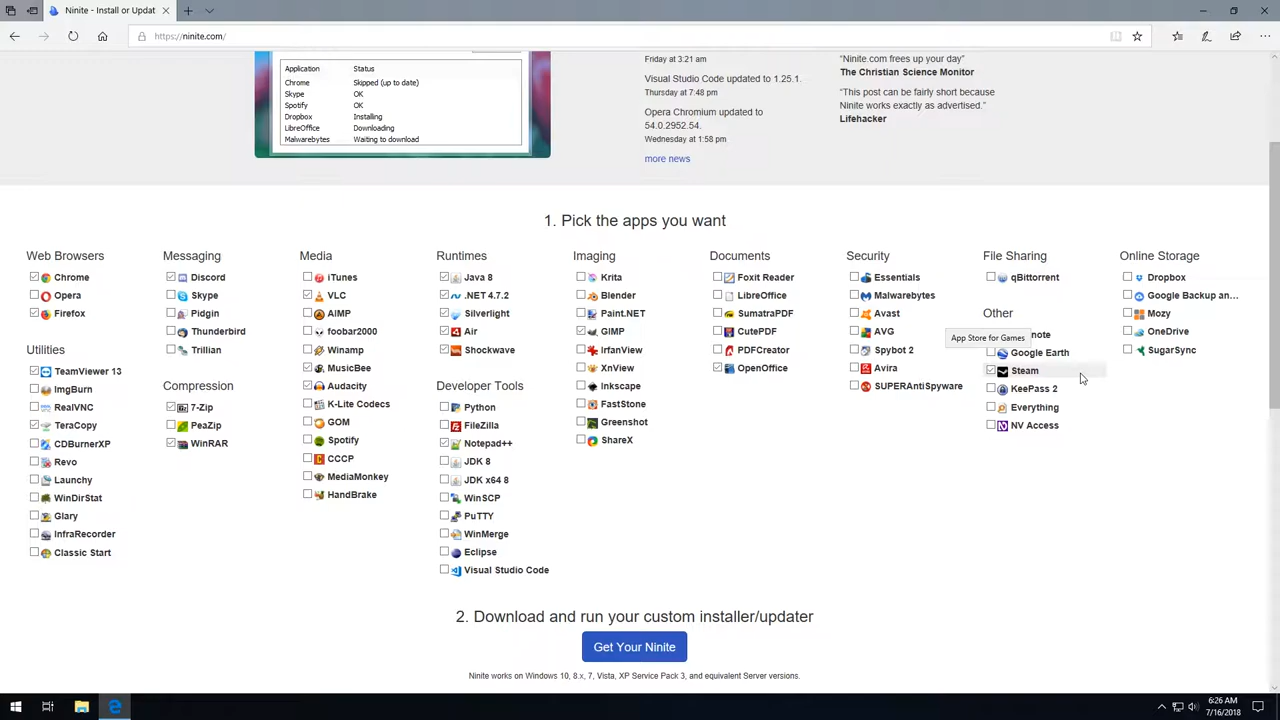 Ninite - Install or Updat
https://ninite.com/
Application Status
Chrome Skipped (up to date)
Skype OK
Spotify OK
Dropbox Installing
LibreOffice Downloading
Malwarebytes Waiting to download
Friday at 3:21 am
Visual Studio Code updated to 1.25.1.
Thursday at 7:48 pm
Opera Chromium updated to
54.0.2952.54.
Wednesday at 1:58 pm
more news
“Ninite.com frees up your day”
The Christian Science Monitor
“This post can be fairly short because
Ninite works exactly as advertised.”
Lifehacker
1. Pick the apps you want
Web Browsers
Chrome
Opera
Firefox
Utilities
TeamViewer 13
ImgBurn
RealVNC
TeraCopy
CDBurnerXP
Revo
Launchy
WinDirStat
Glary
InfraRecorder
Classic Start
Messaging
Discord
Skype
Pidgin
Thunderbird
Trillian
Compression
7-Zip
PeaZip
WinRAR
Media
iTunes
VLC
AIMP
foobar2000
Winamp
MusicBee
Audacity
K-Lite Codecs
GOM
Spotify
CCCP
MediaMonkey
HandBrake
Runtimes
Java 8
.NET 4.7.2
Silverlight
Air
Shockwave
Developer Tools
Python
FileZilla
Notepad++
JDK 8
JDK x64 8
WinSCP
PuTTY
WinMerge
Eclipse
Visual Studio Code
Imaging
Krita
Blender
Paint.NET
GIMP
IrfanView
XnView
Inkscape
FastStone
Greenshot
ShareX
Documents
Foxit Reader
LibreOffice
SumatraPDF
CutePDF
PDFCreator
OpenOffice
Security
Essentials
Malwarebytes
Avast
AVG
Spybot 2
Avira
SUPERAntiSpyware
File Sharing
qBittorrent
Other
note
App Store for Games
Google Earth
Steam
KeePass 2
Everything
NV Access
Online Storage
Dropbox
Google Backup an...
Mozy
OneDrive
SugarSync
2. Download and run your custom installer/updater
Get Your Ninite
Ninite works on Windows 10, 8.x, 7, Vista, XP Service Pack 3, and equivalent Server versions.
6:26 AM
7/16/2018